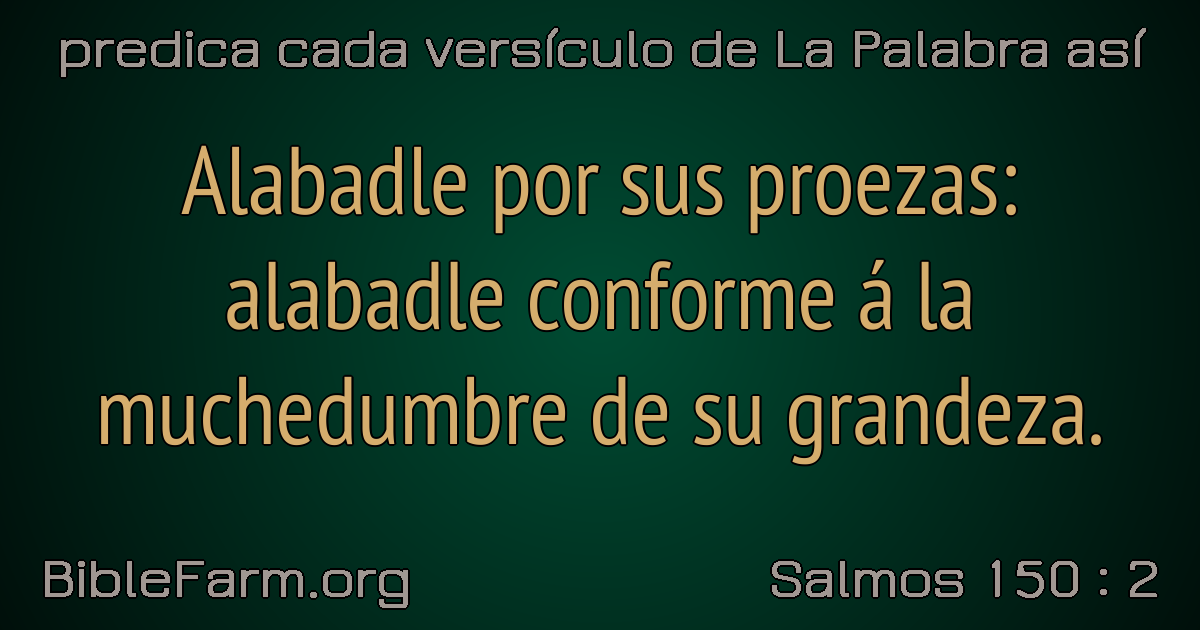 predica cada versículo de La Palabra así
Alabadle por sus proezas:
alabadle conforme á la
muchedumbre de su grandeza.
BibleFarm.org
Salmos 150 : 2